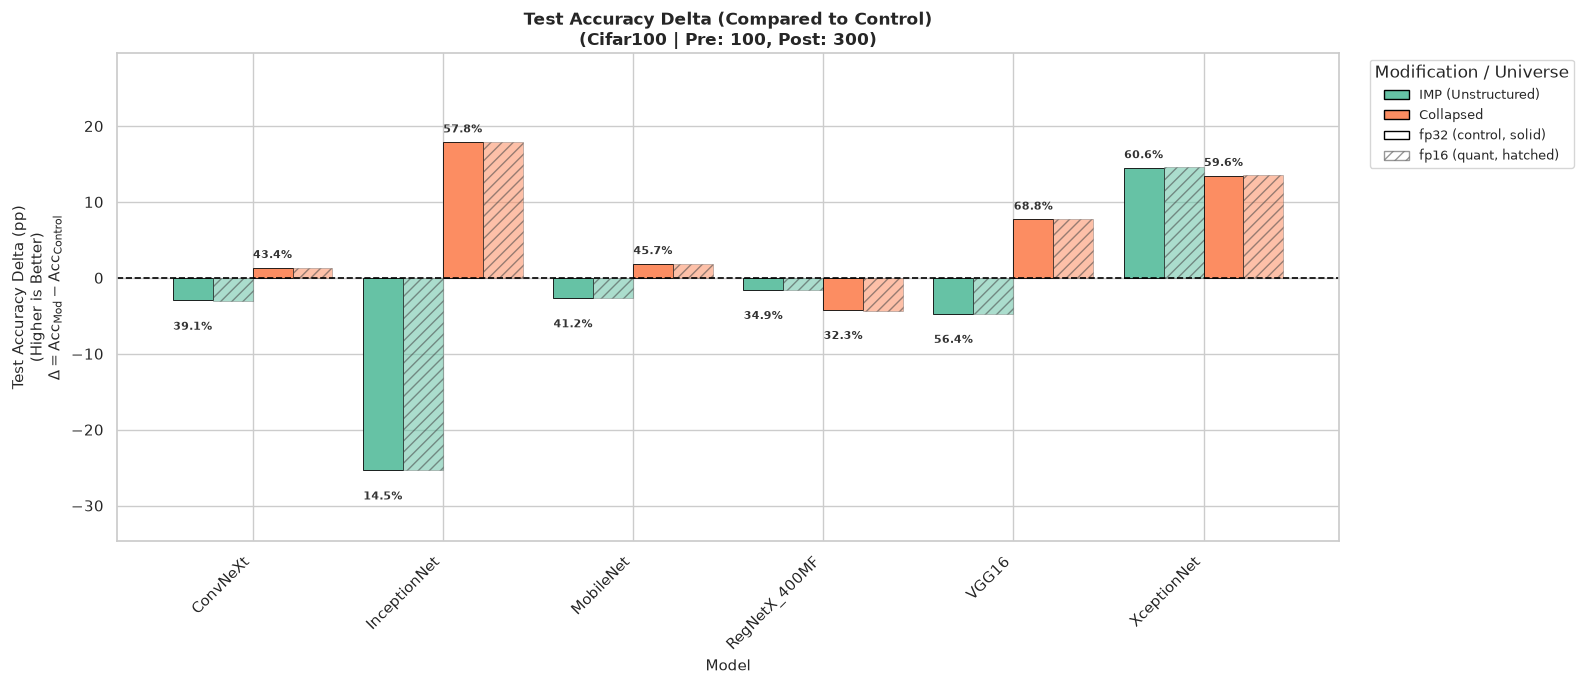 Test Accuracy Delta (Compared to Control)
(Cifar100 | Pre: 100, Post: 300)
Test Accuracy Delta (pp)
(Higher is Better)
Δ = Acc_Mod − Acc_Control
20
10
0
−10
−20
−30
39.1%
43.4%
14.5%
57.8%
41.2%
45.7%
34.9%
32.3%
56.4%
68.8%
60.6%
59.6%
ConvNeXt
InceptionNet
MobileNet
RegNetX_400MF
VGG16
XceptionNet
Model
Modification / Universe
IMP (Unstructured)
Collapsed
fp32 (control, solid)
fp16 (quant, hatched)